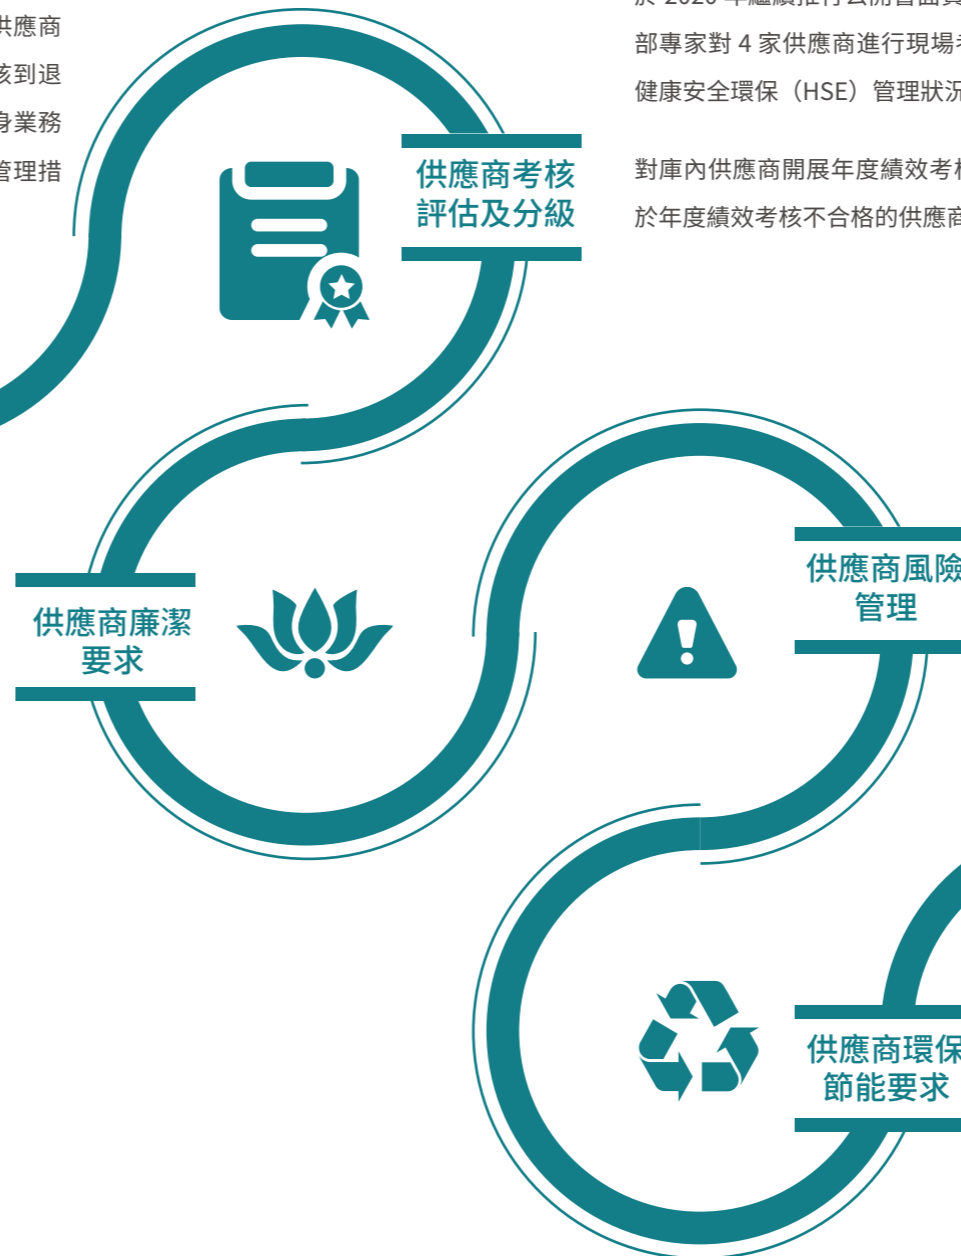 供應商
核到退
身業務
管理措
部專家對 4 家供應商進行現場
健康安全環保（HSE）管理狀況
對庫內供應商開展年度績效考核
於年度績效考核不合格的供應商
供應商考核
評估及分級
供應商廉潔
要求
供應商風險
管理
供應商環保
節能要求